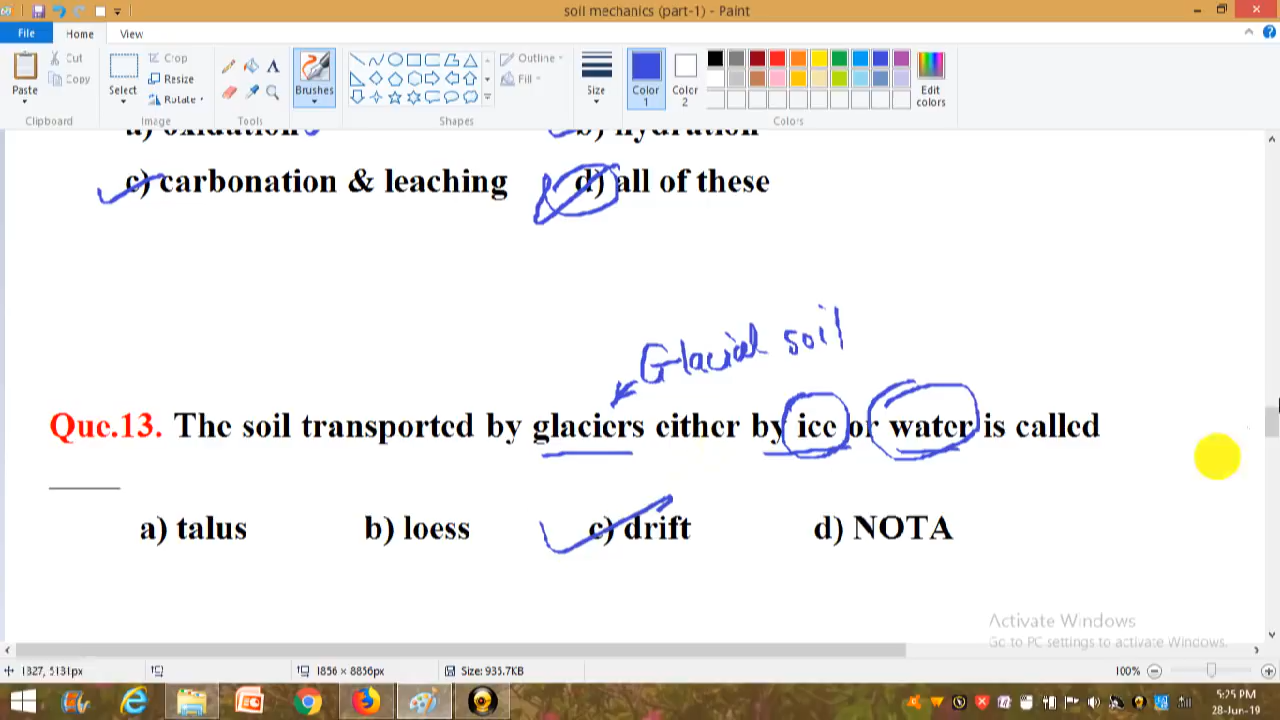 soil mechanics (part-1) - Paint
File Home View
Paste
Cut
Copy
Clipboard
Select
Crop
Resize
Rotate
Image
A
Tools
Brushes
Shapes
Outline
Fill
Size
Color 1
Color 2
Edit colors
Colors
a) oxidation b) hydration
c) carbonation & leaching d) all of these
Glacial soil
Que.13. The soil transported by glaciers either by ice or water is called
______
a) talus b) loess c) drift d) NOTA
Activate Windows
Go to PC settings to activate Windows.
1327, 5131px 1856 × 8856px Size: 935.7KB 100%
5:25 PM
28-Jun-19